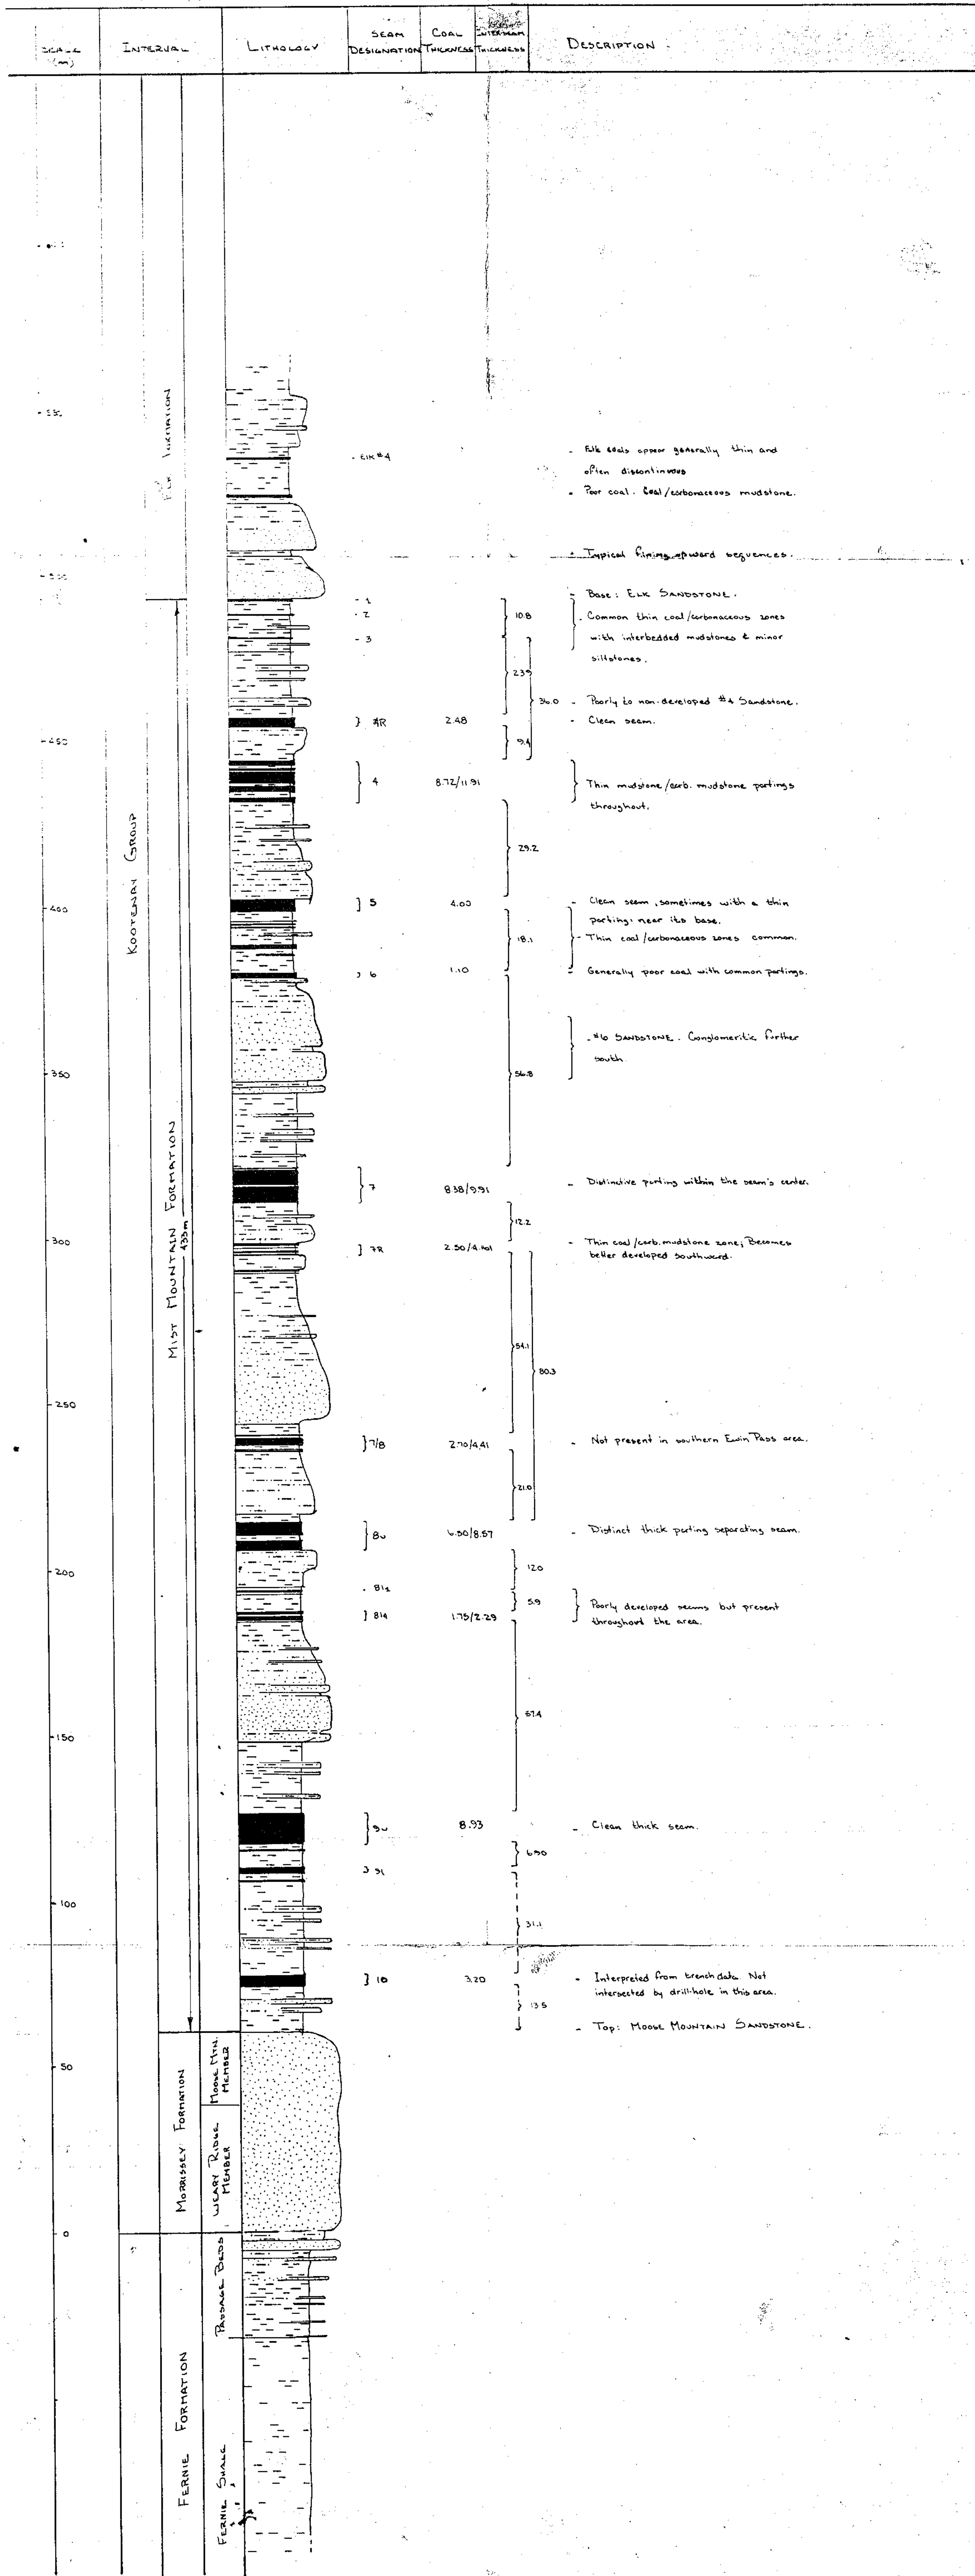 SCALE INTERVAL LITHOLOGY SEAM COAL INTERSEAM DESCRIPTION
(m) DESIGNATION THICKNESS THICKNESS
KOOTENAY GROUP
ELK FORMATION
MIST MOUNTAIN FORMATION
433m
MORRISSEY FORMATION
MOOSE MTN.
MEMBER
WEARY RIDGE
MEMBER
FERNIE FORMATION
PASSAGE BEDS
FERNIE SHALE
- ELK #4
- Elk coals appear generally thin and
often discontinuous
- Poor coal. Coal/carbonaceous mudstone.
- Typical fining upward sequences.
- Base: ELK SANDSTONE.
- 1
- 2
10.8
- Common thin coal/carbonaceous zones
- 3
with interbedded mudstones & minor
siltstones.
23.9
36.0
- Poorly to non-developed #4 Sandstone.
4R 2.48
- Clean seam.
450
9.4
4 8.72/11.91
Thin mudstone/carb. mudstone partings
throughout.
29.2
400
5 4.00
- Clean seam, sometimes with a thin
parting near its base.
18.1
- Thin coal/carbonaceous zones common.
6 1.10
- Generally poor coal with common partings.
- #6 SANDSTONE. Conglomeritic further
south.
350
56.8
7 8.38/9.91
- Distinctive parting within the seam's center.
12.2
300
7R
- Thin coal/carb. mudstone zone; Becomes
better developed southward.
54.1
80.3
250
7/8 2.70/4.41
- Not present in southern Ewin Pass area.
21.0
8U 6.50/8.57
- Distinct thick parting separating seam.
200
12.0
5.9
Poorly developed seams but present
1.75/2.29
throughout the area.
67.4
150
9U 8.93
- Clean thick seam.
6.90
9L
100
31.1
10 3.20
- Interpreted from trench data. Not
intersected by drill-hole in this area.
13.5
- Top: MOOSE MOUNTAIN SANDSTONE.
50
0